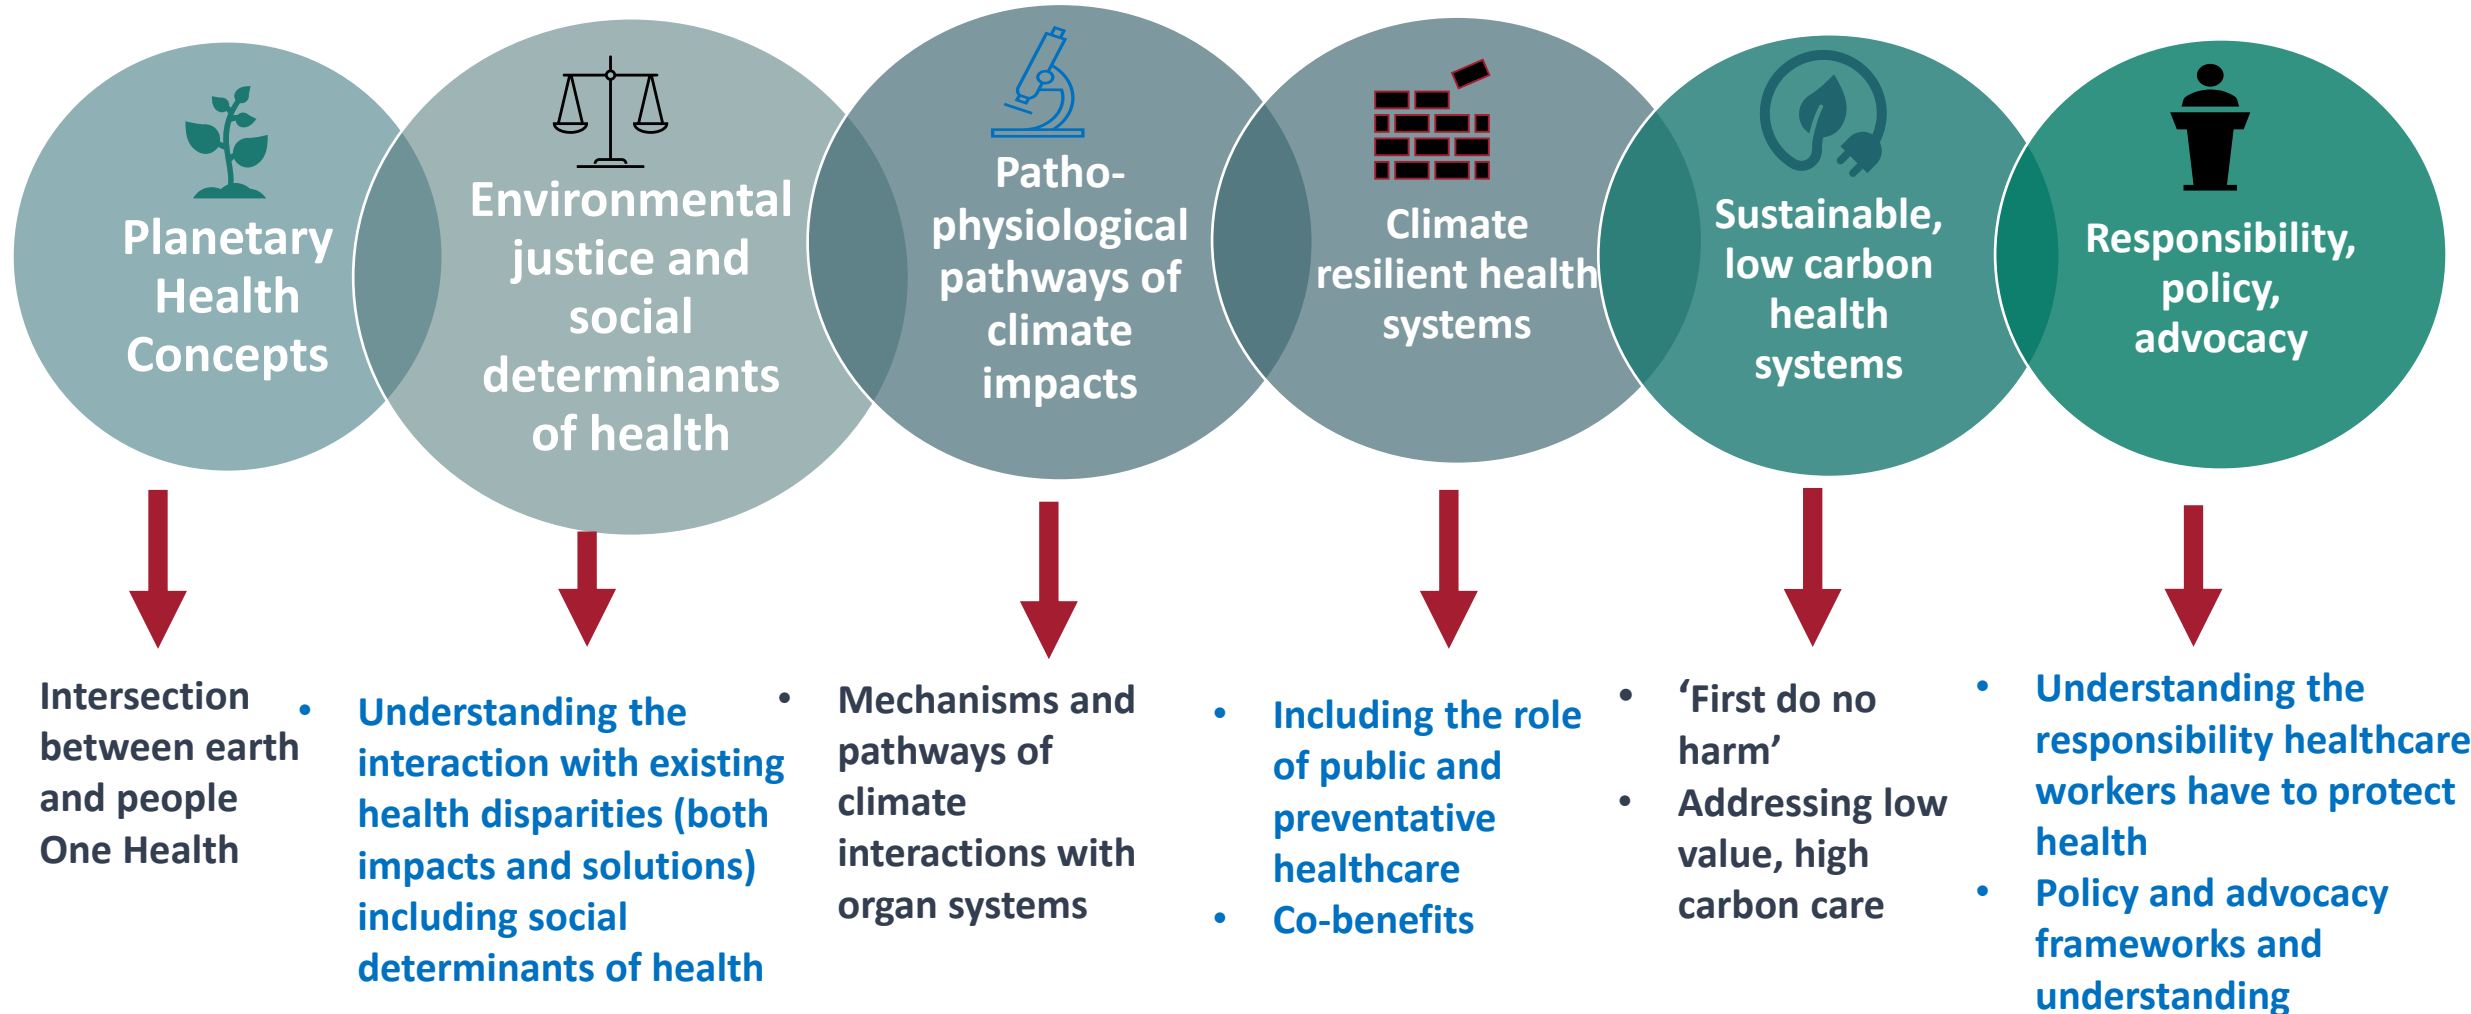 Planetary
Health
Concepts
Environmental
justice and
social
determinants
of health
Patho-
physiological
pathways of
climate
impacts
Climate
resilient health
systems
Sustainable,
low carbon
health
systems
Responsibility,
policy,
advocacy
Intersection
between earth
and people
One Health
• Understanding the
interaction with existing
health disparities (both
impacts and solutions)
including social
determinants of health
• Mechanisms and
pathways of
climate
interactions with
organ systems
• Including the role
of public and
preventative
healthcare
• Co-benefits
• ‘First do no
harm’
• Addressing low
value, high
carbon care
• Understanding the
responsibility healthcare
workers have to protect
health
• Policy and advocacy
frameworks and
understanding